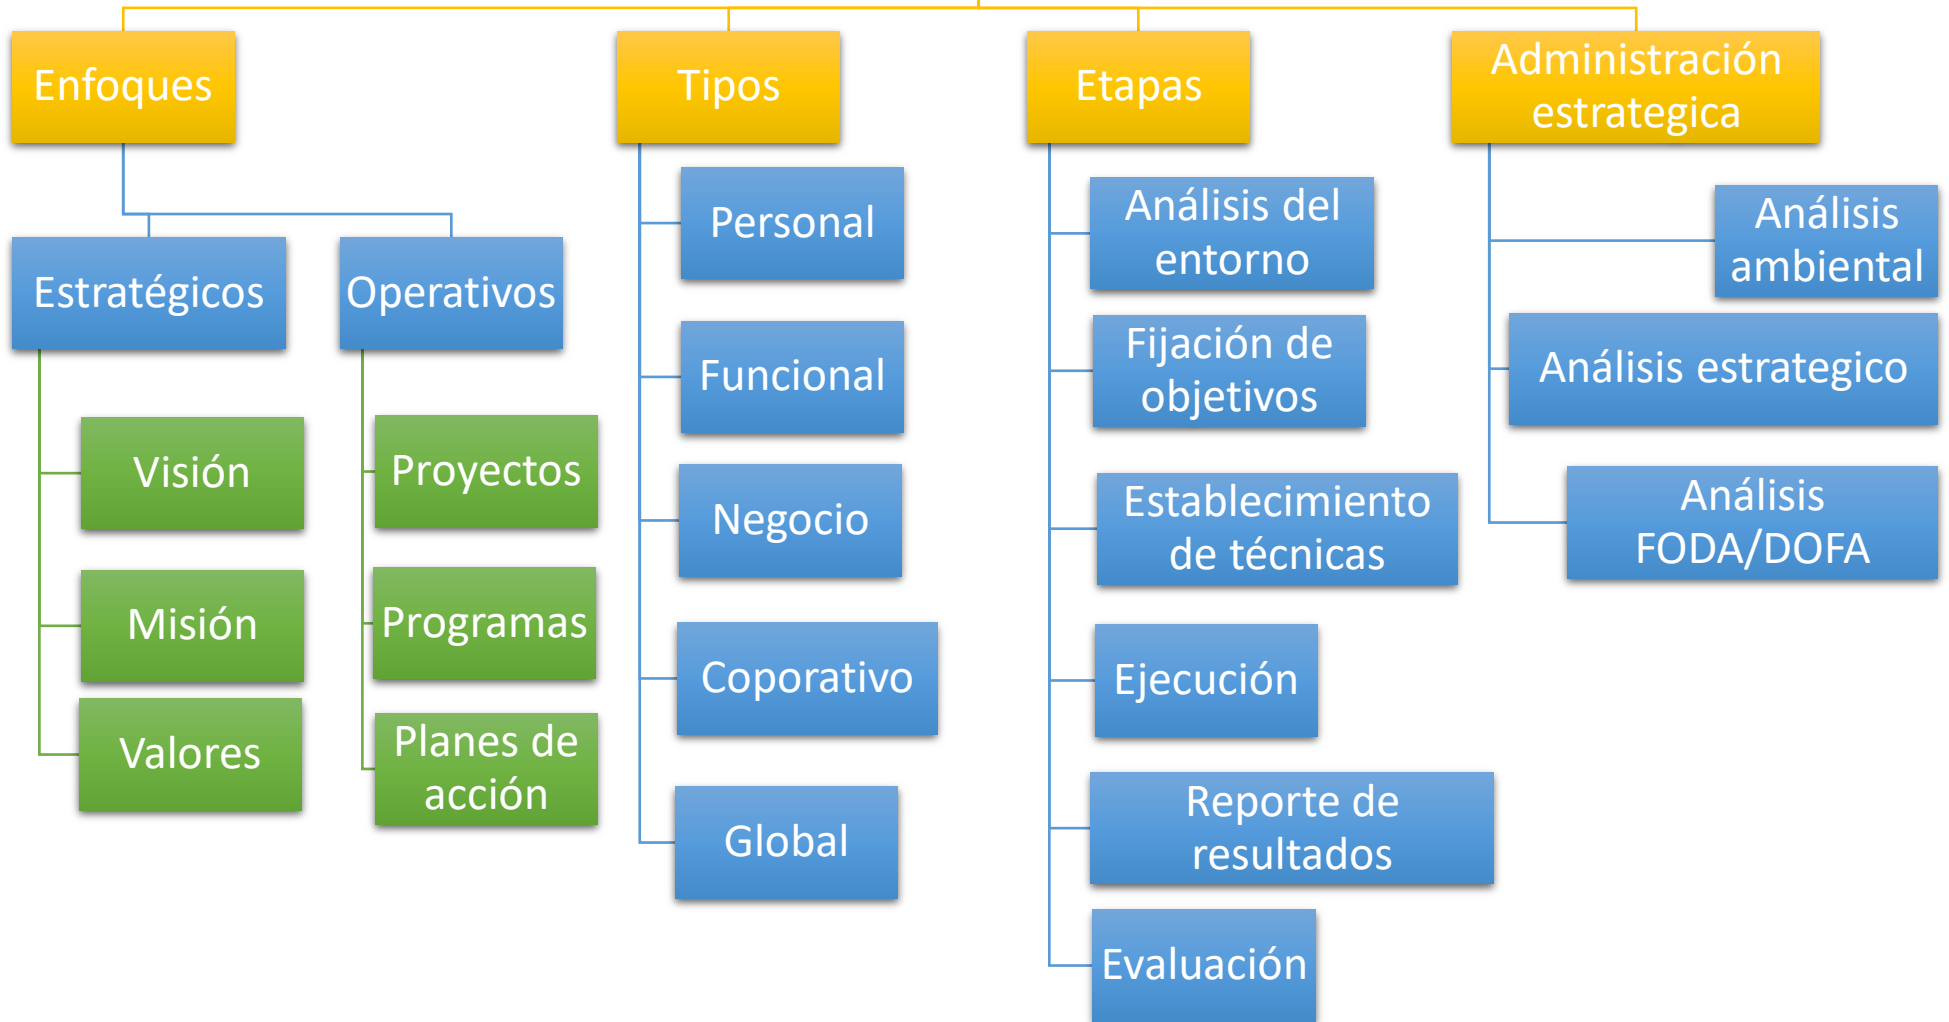 Enfoques
Estratégicos
Visión
Misión
Valores
Operativos
Proyectos
Programas
Planes de
acción
Tipos
Personal
Funcional
Negocio
Coporativo
Global
Etapas
Análisis del
entorno
Fijación de
objetivos
Establecimiento
de técnicas
Ejecución
Reporte de
resultados
Evaluación
Administración
estrategica
Análisis
ambiental
Análisis estrategico
Análisis
FODA/DOFA